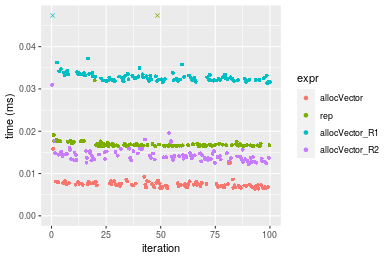 0.04
0.03
0.02
0.01
0.00
time (ms)
0 25 50 75 100
iteration
expr
allocVector
rep
allocVector_R1
allocVector_R2